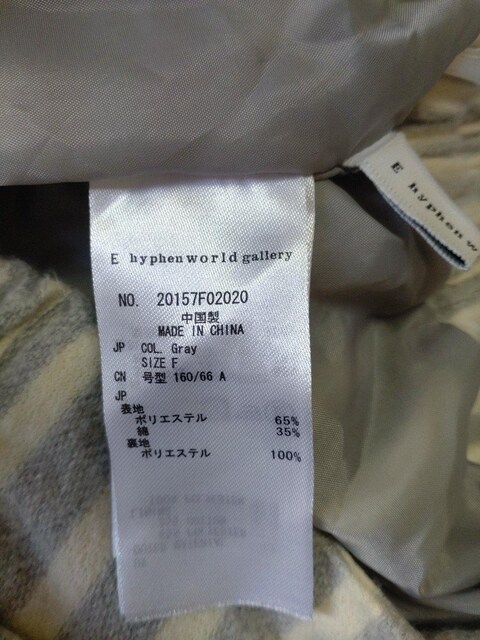 E hyphen world gallery
NO. 20157F02020
中国製
MADE IN CHINA
JP COL. Gray
SIZE F
CN 号型 160/66 A
JP
表地
ポリエステル 65%
綿 35%
裏地
ポリエステル 100%
E hyphen w